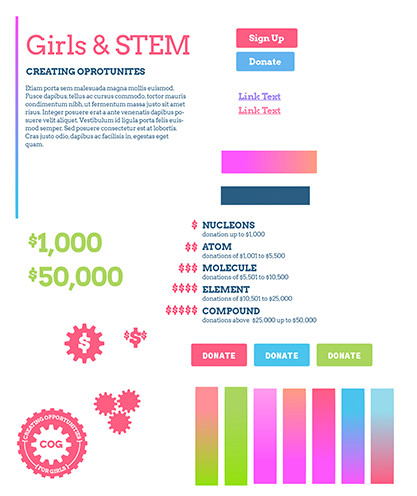 Girls & STEM
CREATING OPROTUNITES
Etiam porta sem malesuada magna mollis euismod.
Fusce dapibus, tellus ac cursus commodo, tortor mauris
condimentum nibh, ut fermentum massa justo sit amet
risus. Integer posuere erat a ante venenatis dapibus po-
suere velit aliquet. Vestibulum id ligula porta felis euis-
mod semper. Sed posuere consectetur est at lobortis.
Cras justo odio, dapibus ac facilisis in, egestas eget
quam.
Sign Up
Donate
Link Text
Link Text
$1,000
$50,000
$ NUCLEONS
donation up to $1,000
$$ ATOM
donations of $1,001 to $5,500
$$$ MOLECULE
donations of $5,501 to $10,500
$$$$ ELEMENT
donations of $10,501 to $25,000
$$$$$ COMPOUND
donations above $25,000 up to $50,000
$
$
DONATE
DONATE
DONATE
CREATING OPPORTUNITIES
COG
FOR GIRLS